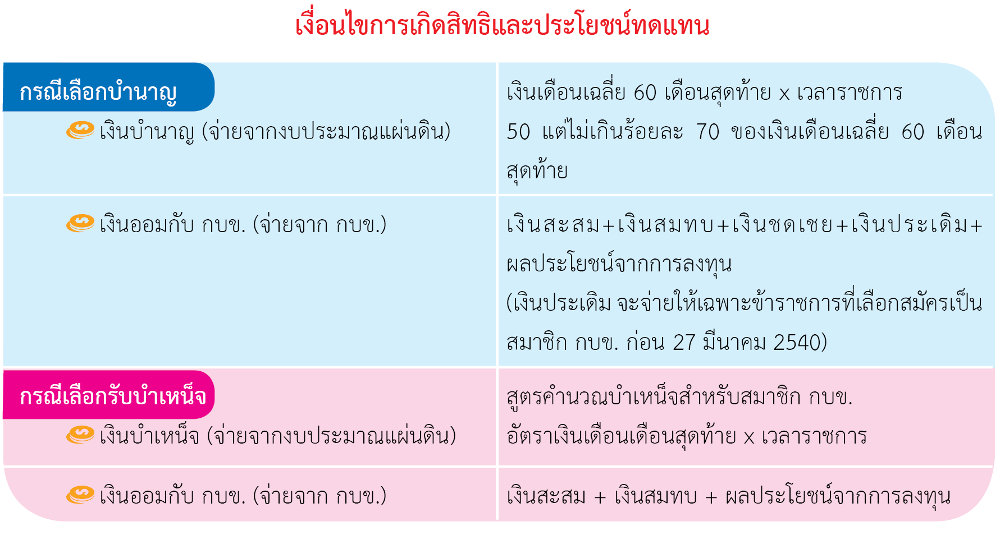 เงื่อนไขการเกิดสิทธิและประโยชน์ทดแทน
กรณีเลือกบำนาญ
เงินบำนาญ (จ่ายจากงบประมาณแผ่นดิน)
เงินเดือนเฉลี่ย 60 เดือนสุดท้าย x เวลาราชการ
50 แต่ไม่เกินร้อยละ 70 ของเงินเดือนเฉลี่ย 60 เดือน
สุดท้าย
เงินออมกับ กบข. (จ่ายจาก กบข.)
เงินสะสม+เงินสมทบ+เงินชดเชย+เงินประเดิม+
ผลประโยชน์จากการลงทุน
(เงินประเดิม จะจ่ายให้เฉพาะข้าราชการที่เลือกสมัครเป็น
สมาชิก กบข. ก่อน 27 มีนาคม 2540)
กรณีเลือกรับบำเหน็จ
เงินบำเหน็จ (จ่ายจากงบประมาณแผ่นดิน)
สูตรคำนวณบำเหน็จสำหรับสมาชิก กบข.
อัตราเงินเดือนเดือนสุดท้าย x เวลาราชการ
เงินออมกับ กบข. (จ่ายจาก กบข.)
เงินสะสม + เงินสมทบ + ผลประโยชน์จากการลงทุน